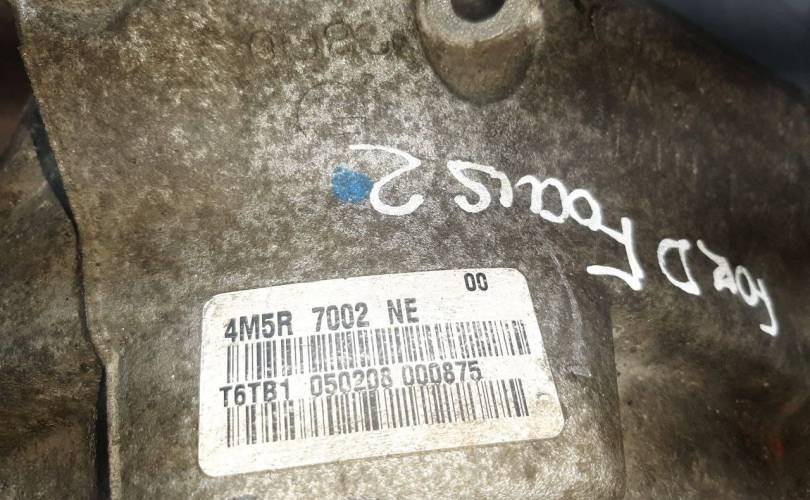 FORD Focus 2
00
4M5R 7002 NE
T6TB1 050208 000875